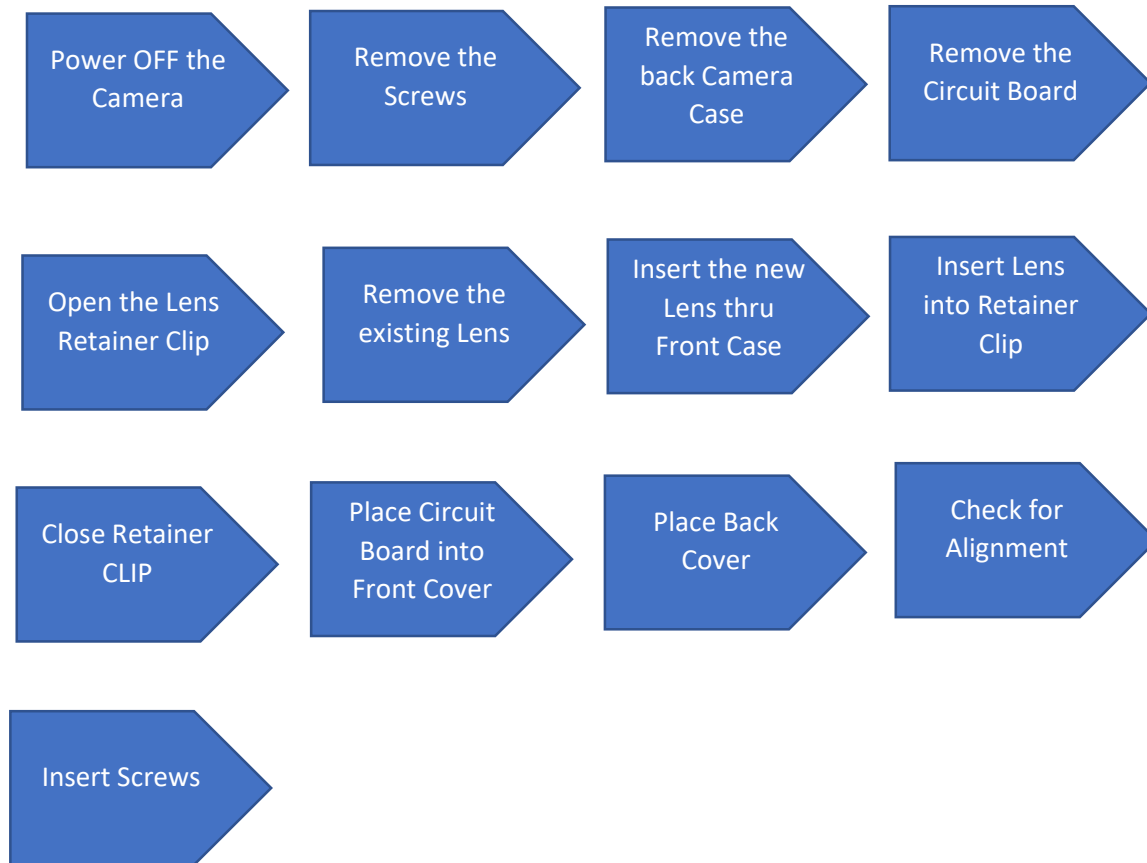 Power OFF the
Camera
Remove the
Screws
Remove the
back Camera
Case
Remove the
Circuit Board
Open the Lens
Retainer Clip
Remove the
existing Lens
Insert the new
Lens thru
Front Case
Insert Lens
into Retainer
Clip
Close Retainer
CLIP
Place Circuit
Board into
Front Cover
Place Back
Cover
Check for
Alignment
Insert Screws